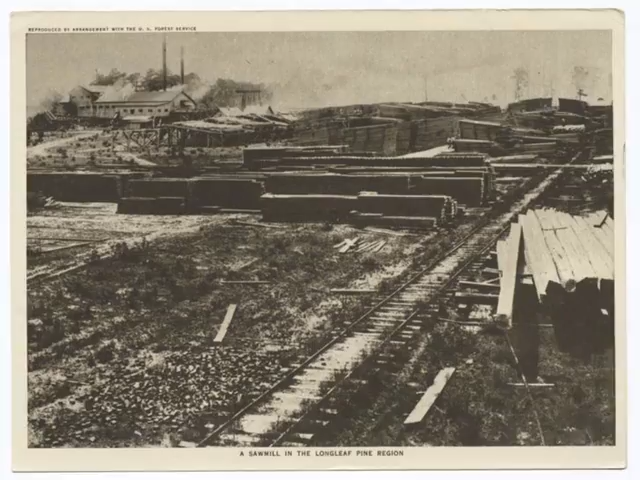 REPRODUCED BY ARRANGEMENT WITH THE U. S. FOREST SERVICE
A SAWMILL IN THE LONGLEAF PINE REGION